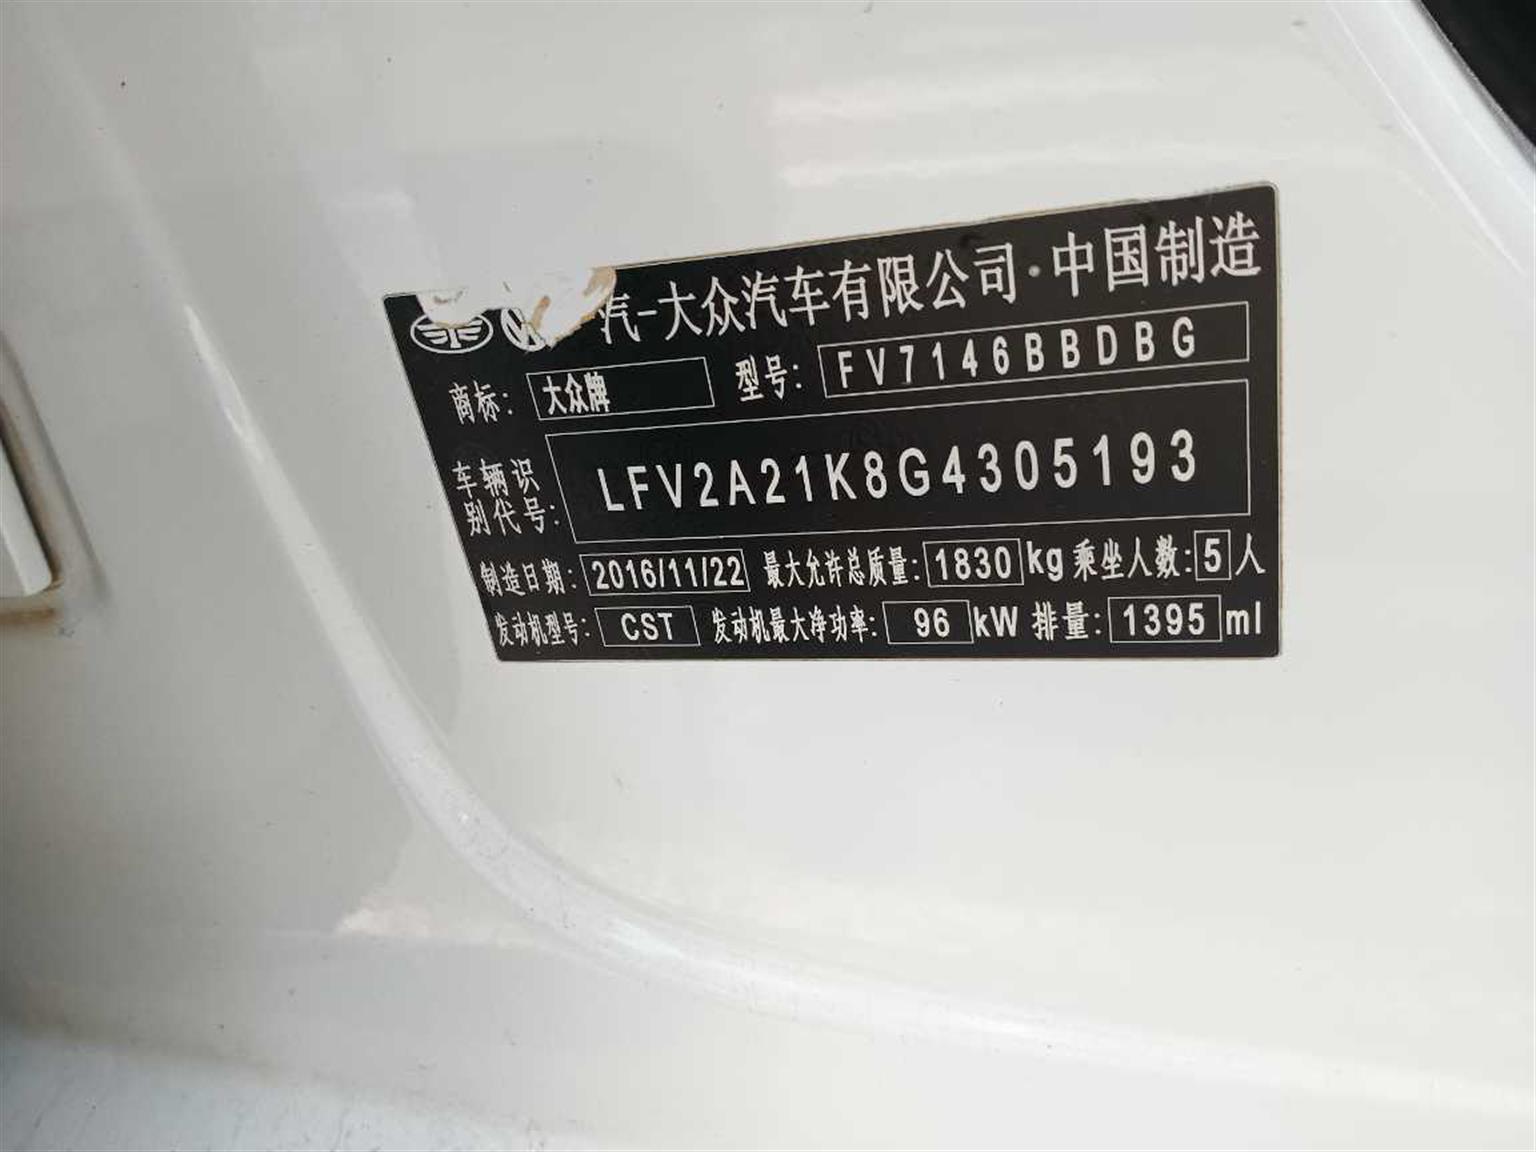 汽-大众汽车有限公司·中国制造
商标: 大众牌 型号: FV7146BBDBG
车辆识
别代号: LFV2A21K8G4305193
制造日期: 2016/11/22 最大允许总质量: 1830 kg 乘坐人数: 5 人
发动机型号: CST 发动机最大净功率: 96 kW 排量: 1395 ml